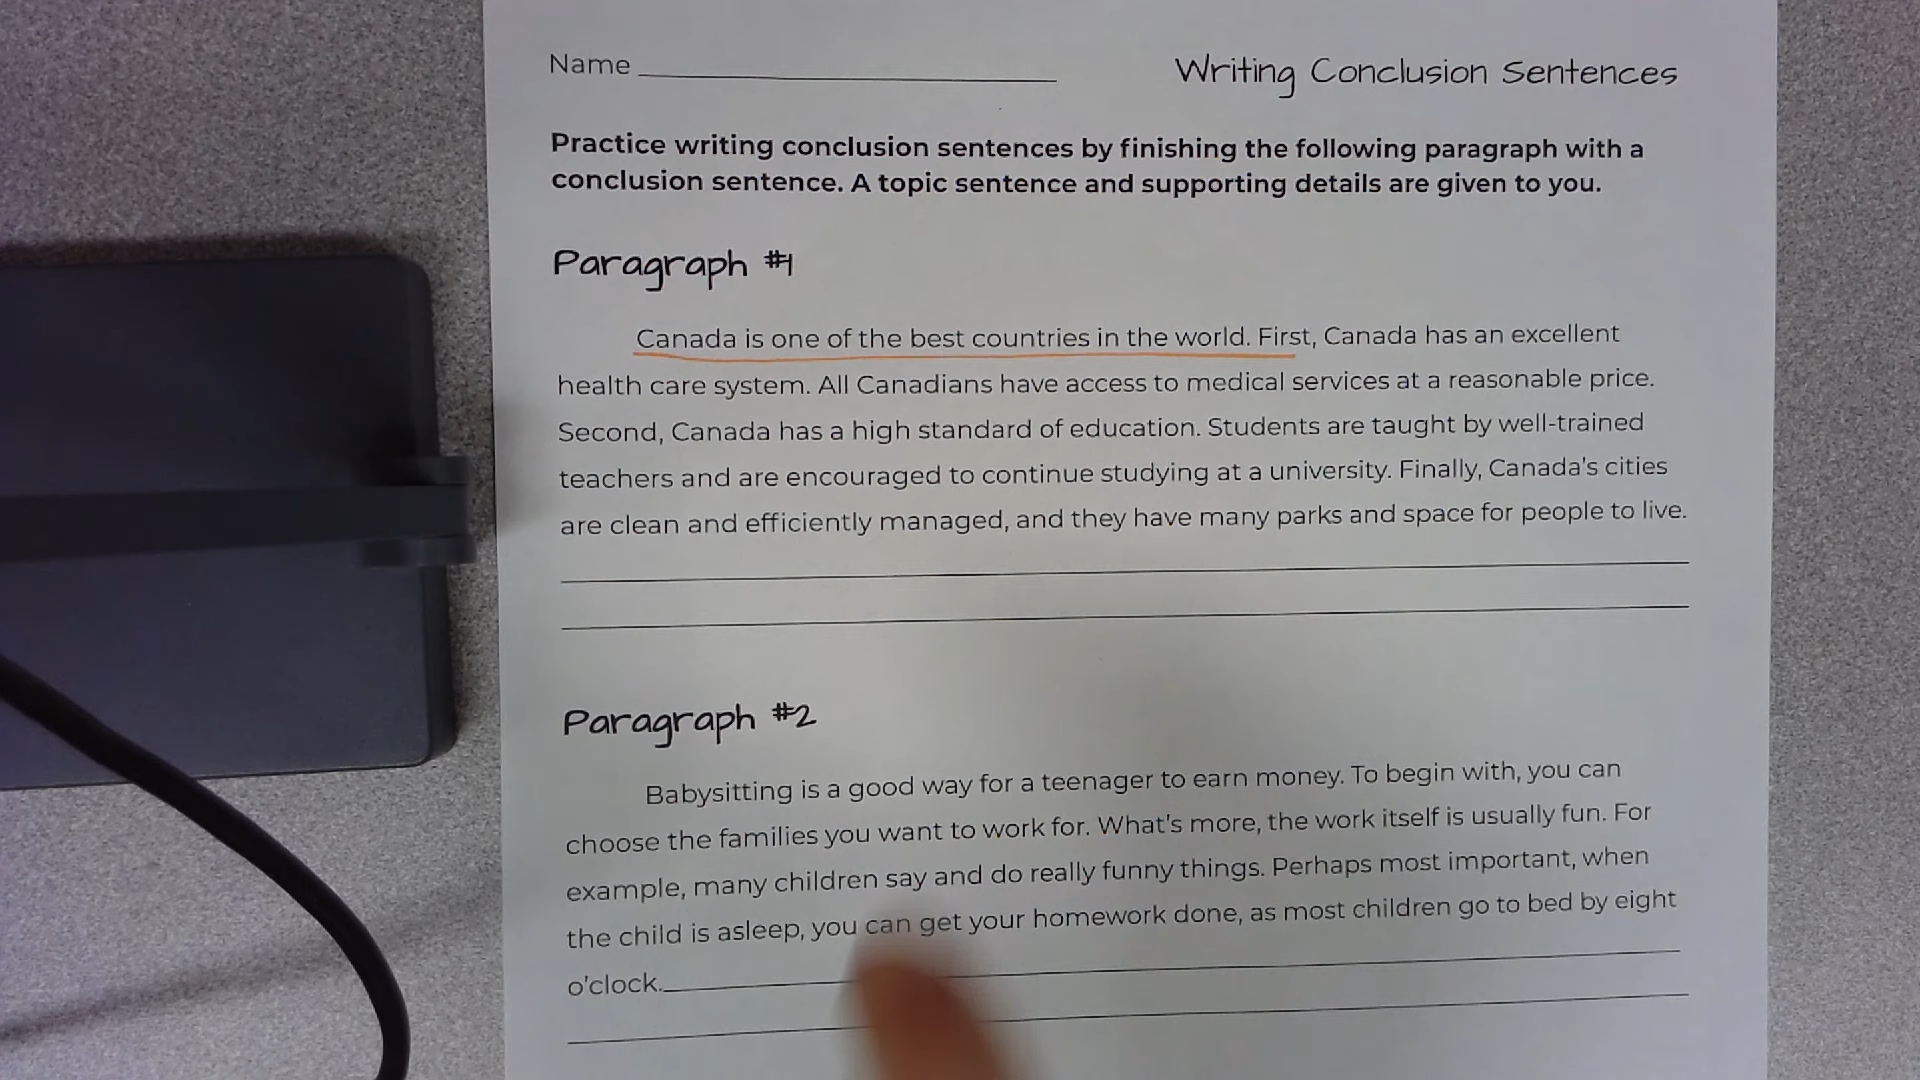 Name
Writing Conclusion Sentences
Practice writing conclusion sentences by finishing the following paragraph with a
conclusion sentence. A topic sentence and supporting details are given to you.
Paragraph #1
Canada is one of the best countries in the world. First, Canada has an excellent
health care system. All Canadians have access to medical services at a reasonable price.
Second, Canada has a high standard of education. Students are taught by well-trained
teachers and are encouraged to continue studying at a university. Finally, Canada's cities
are clean and efficiently managed, and they have many parks and space for people to live.
Paragraph #2
Babysitting is a good way for a teenager to earn money. To begin with, you can
choose the families you want to work for. What's more, the work itself is usually fun. For
example, many children say and do really funny things. Perhaps most important, when
the child is asleep, you can get your homework done, as most children go to bed by eight
o'clock.